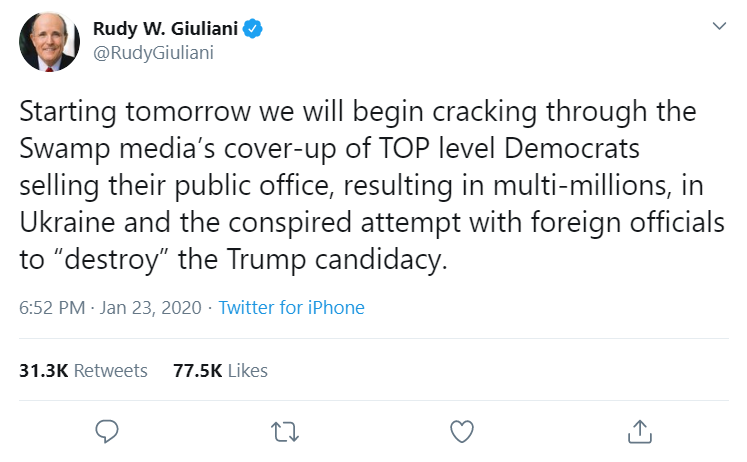 Rudy W. Giuliani
@RudyGiuliani
Starting tomorrow we will begin cracking through the
Swamp media’s cover-up of TOP level Democrats
selling their public office, resulting in multi-millions, in
Ukraine and the conspired attempt with foreign officials
to “destroy” the Trump candidacy.
6:52 PM · Jan 23, 2020 · Twitter for iPhone
31.3K Retweets 77.5K Likes